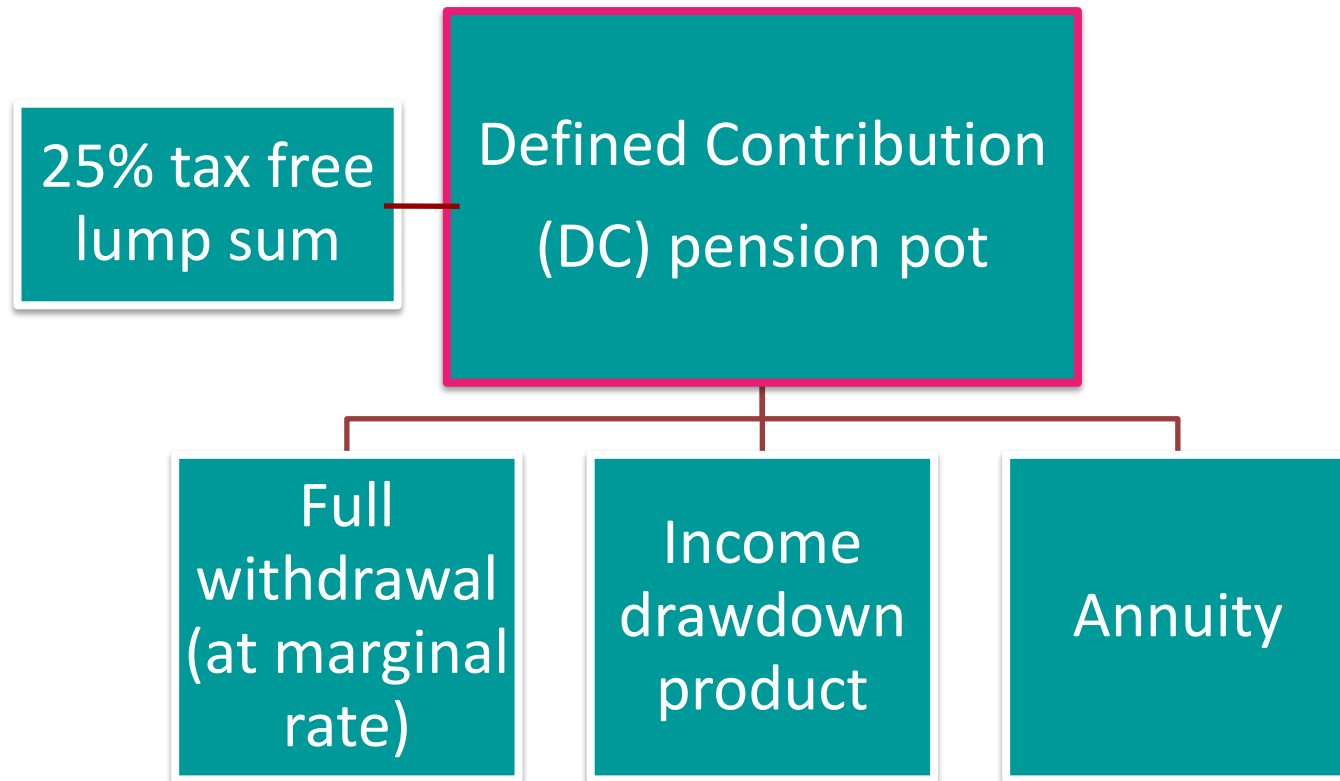 25% tax free
lump sum
Defined Contribution
(DC) pension pot
Full
withdrawal
(at marginal
rate)
Income
drawdown
product
Annuity